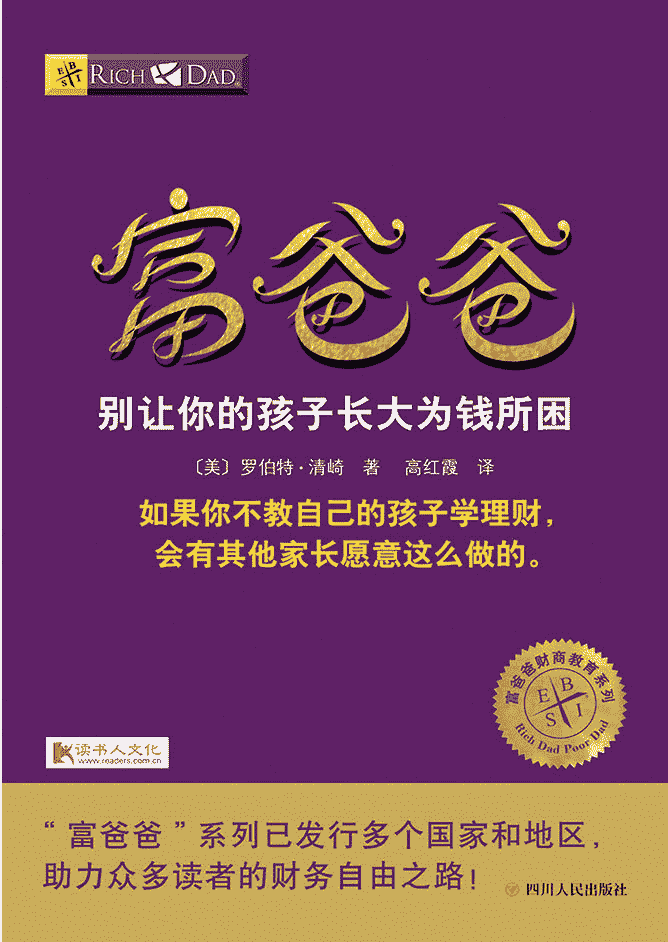 E B S I RICH DAD
富爸爸
别让你的孩子长大为钱所困
〔美〕罗伯特·清崎 著 高红霞 译
如果你不教自己的孩子学理财，
会有其他家长愿意这么做的。
富爸爸财商教育系列
E B
S I
Rich Dad Poor Dad
读书人文化
www.readers.com.cn
“富爸爸”系列已发行多个国家和地区，
助力众多读者的财务自由之路！
四川人民出版社